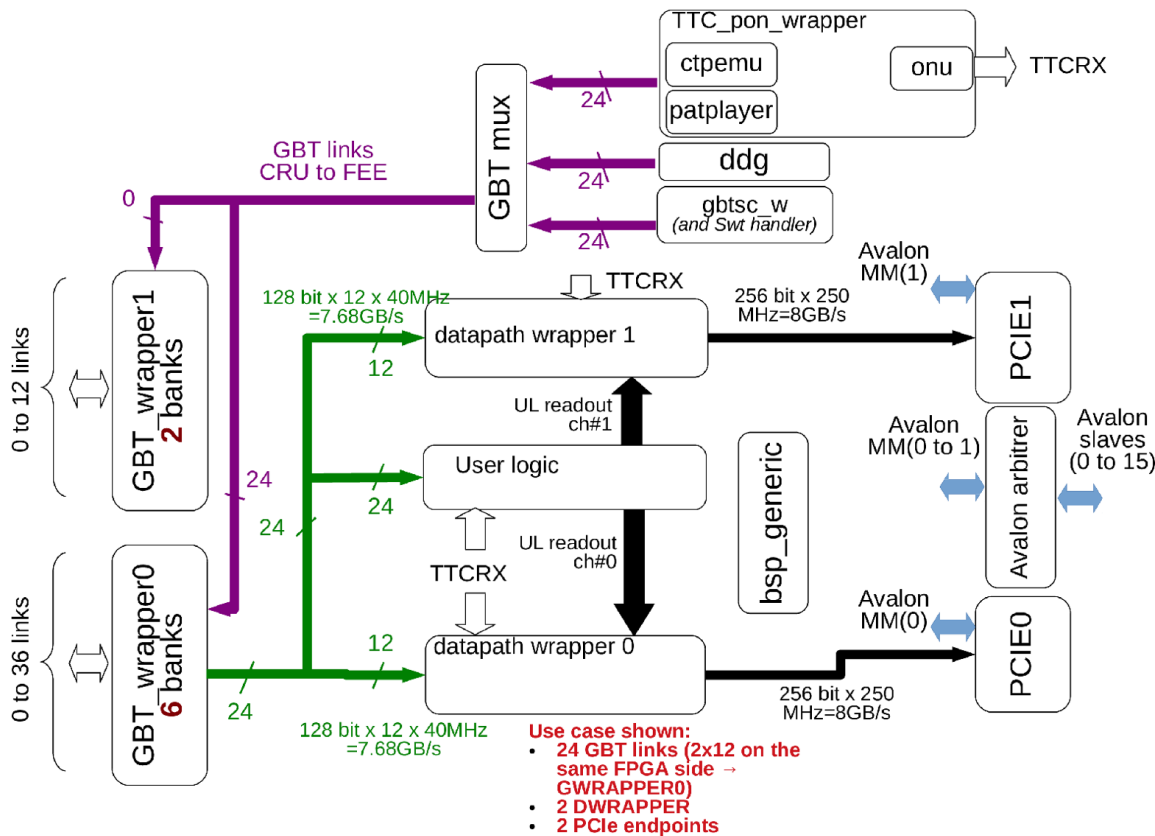 TTC_pon_wrapper
ctpemu
onu
TTCRX
patplayer
24
GBT mux
ddg
24
gbtsc_w
(and Swt handler)
24
GBT links
CRU to FEE
0
Avalon
MM(1)
TTCRX
128 bit x 12 x 40MHz
=7.68GB/s
256 bit x 250
MHz=8GB/s
datapath wrapper 1
12
PCIE1
0 to 12 links
GBT_wrapper1
2 banks
UL readout
ch#1
Avalon
MM(0 to 1)
Avalon
slaves
(0 to 15)
User logic
24
24
24
Avalon arbitrer
bsp_generic
UL readout
ch#0
TTCRX
0 to 36 links
GBT_wrapper0
6 banks
Avalon
MM(0)
12
datapath wrapper 0
PCIE0
24
256 bit x 250
MHz=8GB/s
128 bit x 12 x 40MHz
=7.68GB/s
Use case shown:
• 24 GBT links (2x12 on the
same FPGA side →
GWRAPPER0)
• 2 DWRAPPER
• 2 PCIe endpoints